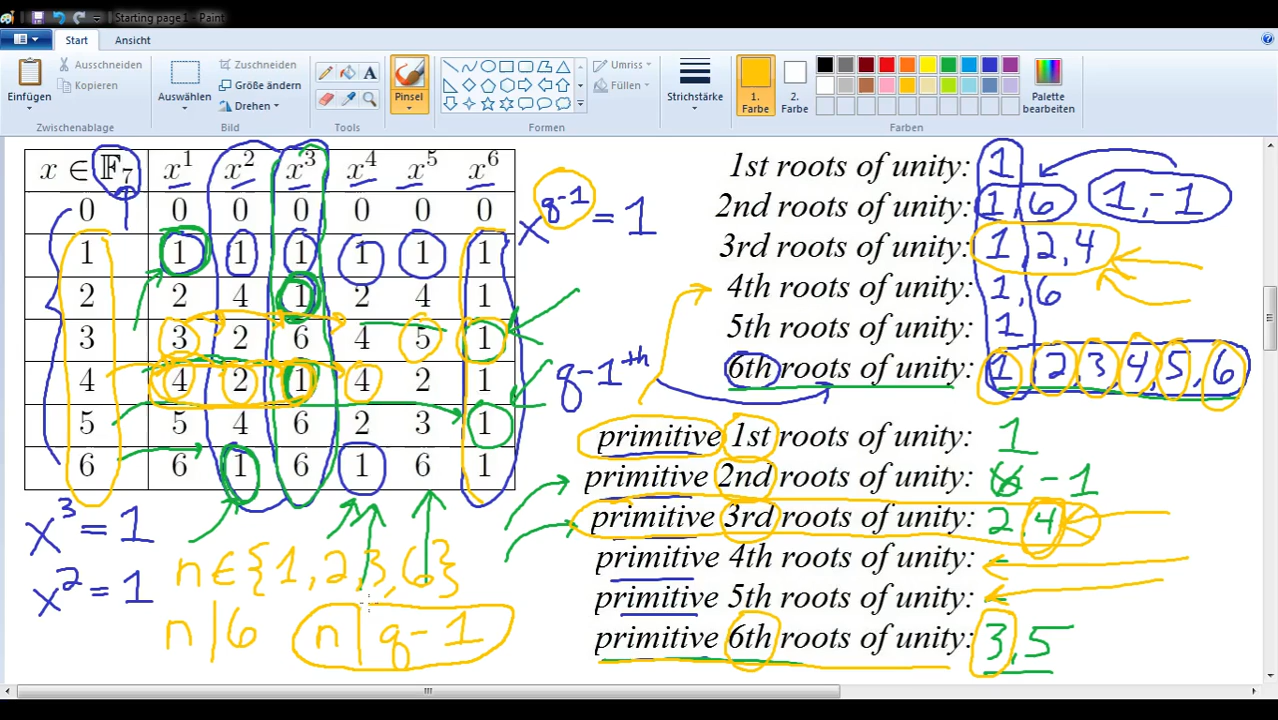 Starting page 1 - Paint
Start Ansicht
Einfügen
Ausschneiden
Kopieren
Zwischenablage
Auswählen
Zuschneiden
Größe ändern
Drehen
Bild
A
Pinsel
Tools
Umriss
Füllen
Formen
Strichstärke
1. Farbe
2. Farbe
Palette bearbeiten
Farben
x ∈ 𝔽₇ x¹ x² x³ x⁴ x⁵ x⁶
0 0 0 0 0 0 0
1 1 1 1 1 1 1
2 2 4 1 2 4 1
3 3 2 6 4 5 1
4 4 2 1 4 2 1
5 5 4 6 2 3 1
6 6 1 6 1 6 1
x^(q-1) = 1
q-1^th
x³ = 1
x² = 1
n ∈ {1, 2, 3, 6}
n | 6
n | q-1
1st roots of unity: 1
2nd roots of unity: 1, 6
1, -1
3rd roots of unity: 1, 2, 4
4th roots of unity: 1, 6
5th roots of unity: 1
6th roots of unity: 1, 2, 3, 4, 5, 6
primitive 1st roots of unity: 1
primitive 2nd roots of unity: 6 -1
primitive 3rd roots of unity: 2, 4
primitive 4th roots of unity: -
primitive 5th roots of unity: -
primitive 6th roots of unity: 3, 5